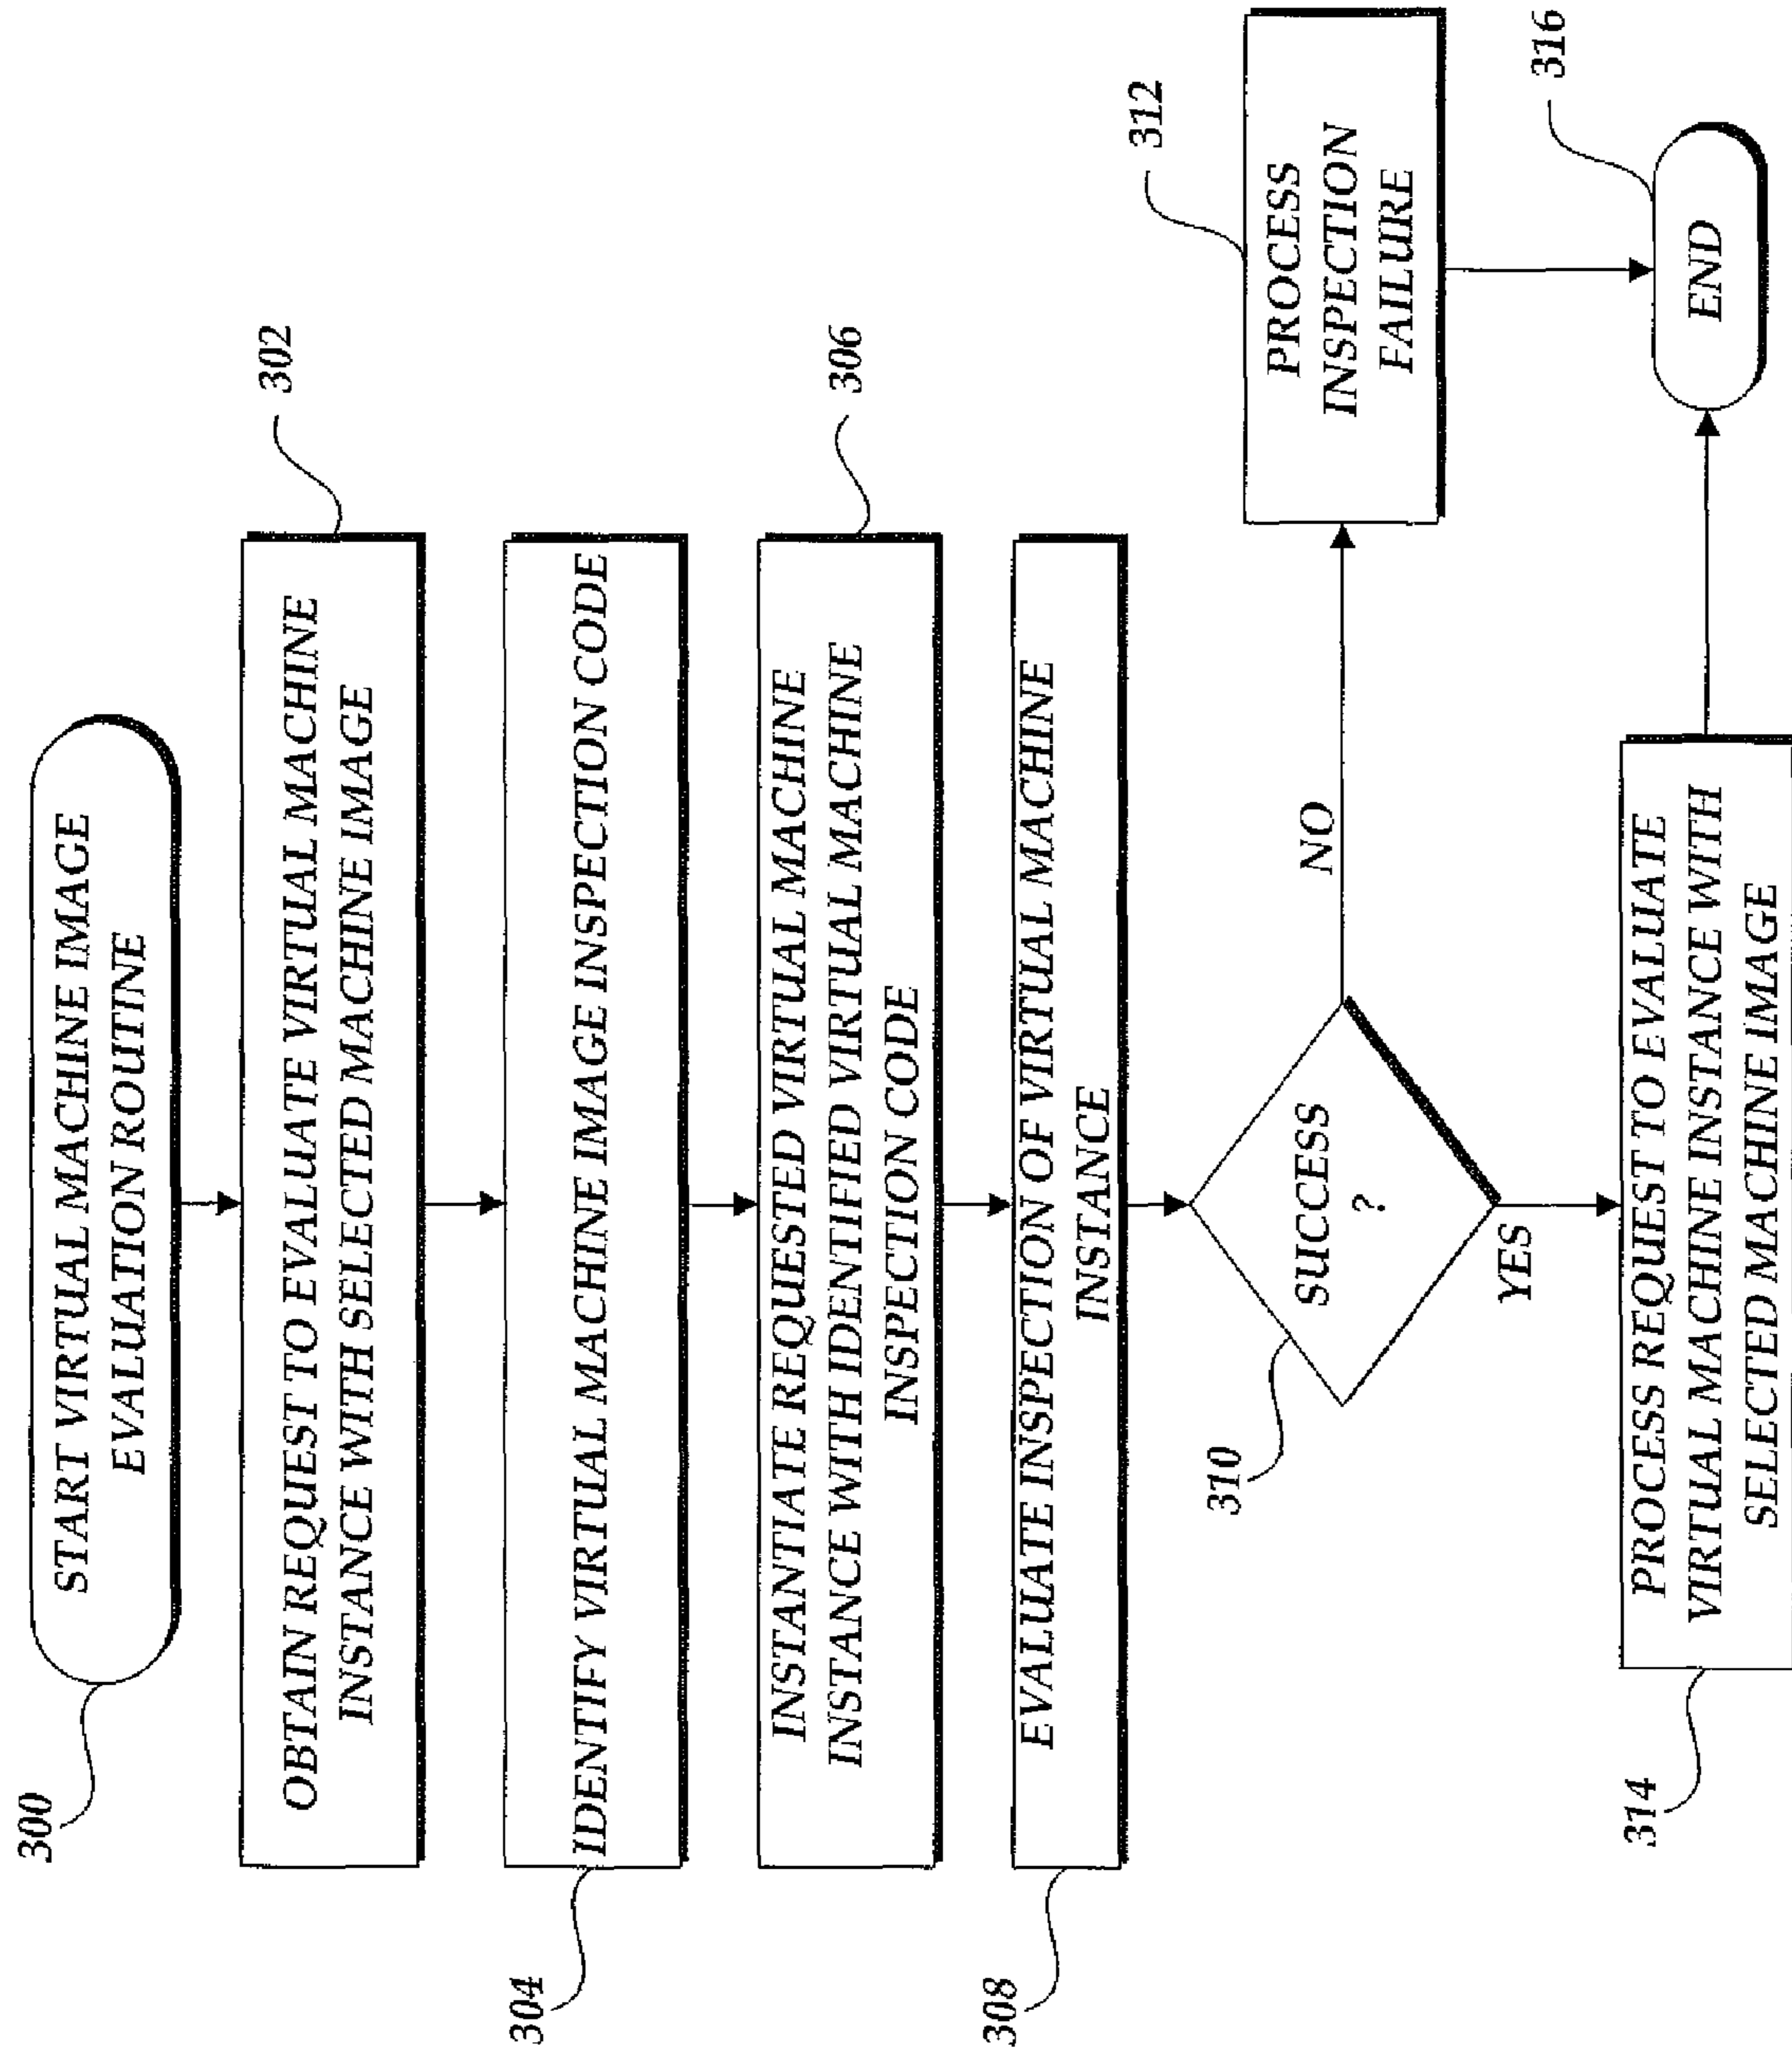 300
START VIRTUAL MACHINE IMAGE
EVALUATION ROUTINE
302
OBTAIN REQUEST TO EVALUATE VIRTUAL MACHINE
INSTANCE WITH SELECTED MACHINE IMAGE
304
IDENTIFY VIRTUAL MACHINE IMAGE INSPECTION CODE
306
INSTANTIATE REQUESTED VIRTUAL MACHINE
INSTANCE WITH IDENTIFIED VIRTUAL MACHINE
INSPECTION CODE
308
EVALUATE INSPECTION OF VIRTUAL MACHINE
INSTANCE
310
SUCCESS
?
NO
312
PROCESS
INSPECTION
FAILURE
YES
314
PROCESS REQUEST TO EVALUATE
VIRTUAL MACHINE INSTANCE WITH
SELECTED MACHINE IMAGE
316
END